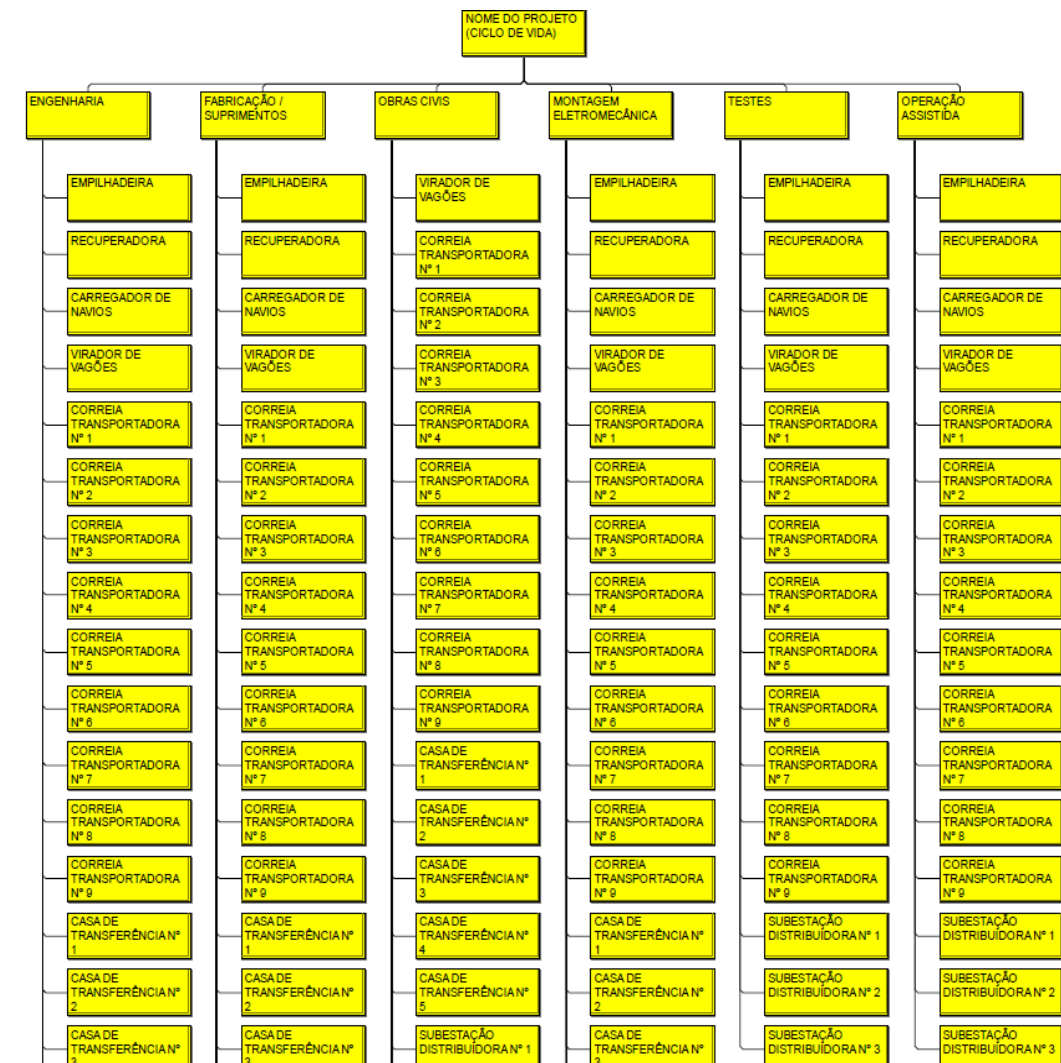 NOME DO PROJETO
(CICLO DE VIDA)
ENGENHARIA
FABRICAÇÃO /
SUPRIMENTOS
OBRAS CIVIS
MONTAGEM
ELETROMECÂNICA
TESTES
OPERAÇÃO
ASSISTIDA
EMPILHADEIRA
RECUPERADORA
CARREGADOR DE
NAVIOS
VIRADOR DE
VAGÕES
CORREIA
TRANSPORTADORA
Nº 1
CORREIA
TRANSPORTADORA
Nº 2
CORREIA
TRANSPORTADORA
Nº 3
CORREIA
TRANSPORTADORA
Nº 4
CORREIA
TRANSPORTADORA
Nº 5
CORREIA
TRANSPORTADORA
Nº 6
CORREIA
TRANSPORTADORA
Nº 7
CORREIA
TRANSPORTADORA
Nº 8
CORREIA
TRANSPORTADORA
Nº 9
CASA DE
TRANSFERÊNCIA Nº
1
CASA DE
TRANSFERÊNCIA Nº
2
CASA DE
TRANSFERÊNCIA Nº
3
EMPILHADEIRA
RECUPERADORA
CARREGADOR DE
NAVIOS
VIRADOR DE
VAGÕES
CORREIA
TRANSPORTADORA
Nº 1
CORREIA
TRANSPORTADORA
Nº 2
CORREIA
TRANSPORTADORA
Nº 3
CORREIA
TRANSPORTADORA
Nº 4
CORREIA
TRANSPORTADORA
Nº 5
CORREIA
TRANSPORTADORA
Nº 6
CORREIA
TRANSPORTADORA
Nº 7
CORREIA
TRANSPORTADORA
Nº 8
CORREIA
TRANSPORTADORA
Nº 9
CASA DE
TRANSFERÊNCIA Nº
1
CASA DE
TRANSFERÊNCIA Nº
2
CASA DE
TRANSFERÊNCIA Nº
3
VIRADOR DE
VAGÕES
CORREIA
TRANSPORTADORA
Nº 1
CORREIA
TRANSPORTADORA
Nº 2
CORREIA
TRANSPORTADORA
Nº 3
CORREIA
TRANSPORTADORA
Nº 4
CORREIA
TRANSPORTADORA
Nº 5
CORREIA
TRANSPORTADORA
Nº 6
CORREIA
TRANSPORTADORA
Nº 7
CORREIA
TRANSPORTADORA
Nº 8
CORREIA
TRANSPORTADORA
Nº 9
CASA DE
TRANSFERÊNCIA Nº
1
CASA DE
TRANSFERÊNCIA Nº
2
CASA DE
TRANSFERÊNCIA Nº
3
CASA DE
TRANSFERÊNCIA Nº
4
CASA DE
TRANSFERÊNCIA Nº
5
SUBESTAÇÃO
DISTRIBUÍDORA Nº 1
EMPILHADEIRA
RECUPERADORA
CARREGADOR DE
NAVIOS
VIRADOR DE
VAGÕES
CORREIA
TRANSPORTADORA
Nº 1
CORREIA
TRANSPORTADORA
Nº 2
CORREIA
TRANSPORTADORA
Nº 3
CORREIA
TRANSPORTADORA
Nº 4
CORREIA
TRANSPORTADORA
Nº 5
CORREIA
TRANSPORTADORA
Nº 6
CORREIA
TRANSPORTADORA
Nº 7
CORREIA
TRANSPORTADORA
Nº 8
CORREIA
TRANSPORTADORA
Nº 9
CASA DE
TRANSFERÊNCIA Nº
1
CASA DE
TRANSFERÊNCIA Nº
2
CASA DE
TRANSFERÊNCIA Nº
3
EMPILHADEIRA
RECUPERADORA
CARREGADOR DE
NAVIOS
VIRADOR DE
VAGÕES
CORREIA
TRANSPORTADORA
Nº 1
CORREIA
TRANSPORTADORA
Nº 2
CORREIA
TRANSPORTADORA
Nº 3
CORREIA
TRANSPORTADORA
Nº 4
CORREIA
TRANSPORTADORA
Nº 5
CORREIA
TRANSPORTADORA
Nº 6
CORREIA
TRANSPORTADORA
Nº 7
CORREIA
TRANSPORTADORA
Nº 8
CORREIA
TRANSPORTADORA
Nº 9
SUBESTAÇÃO
DISTRIBUÍDORA Nº 1
SUBESTAÇÃO
DISTRIBUÍDORA Nº 2
SUBESTAÇÃO
DISTRIBUÍDORA Nº 3
EMPILHADEIRA
RECUPERADORA
CARREGADOR DE
NAVIOS
VIRADOR DE
VAGÕES
CORREIA
TRANSPORTADORA
Nº 1
CORREIA
TRANSPORTADORA
Nº 2
CORREIA
TRANSPORTADORA
Nº 3
CORREIA
TRANSPORTADORA
Nº 4
CORREIA
TRANSPORTADORA
Nº 5
CORREIA
TRANSPORTADORA
Nº 6
CORREIA
TRANSPORTADORA
Nº 7
CORREIA
TRANSPORTADORA
Nº 8
CORREIA
TRANSPORTADORA
Nº 9
SUBESTAÇÃO
DISTRIBUÍDORA Nº 1
SUBESTAÇÃO
DISTRIBUÍDORA Nº 2
SUBESTAÇÃO
DISTRIBUÍDORA Nº 3